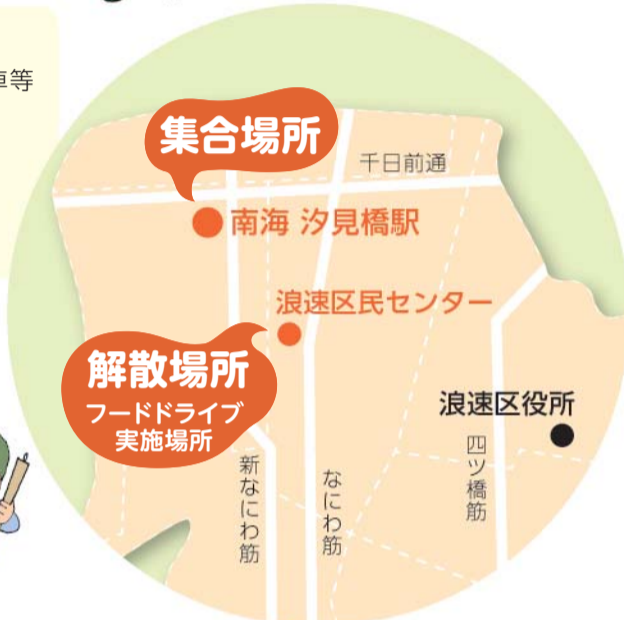 車等
集合場所
千日前通
南海 汐見橋駅
浪速区民センター
解散場所
フードドライブ
実施場所
浪速区役所
四ツ橋筋
新なにわ筋
なにわ筋